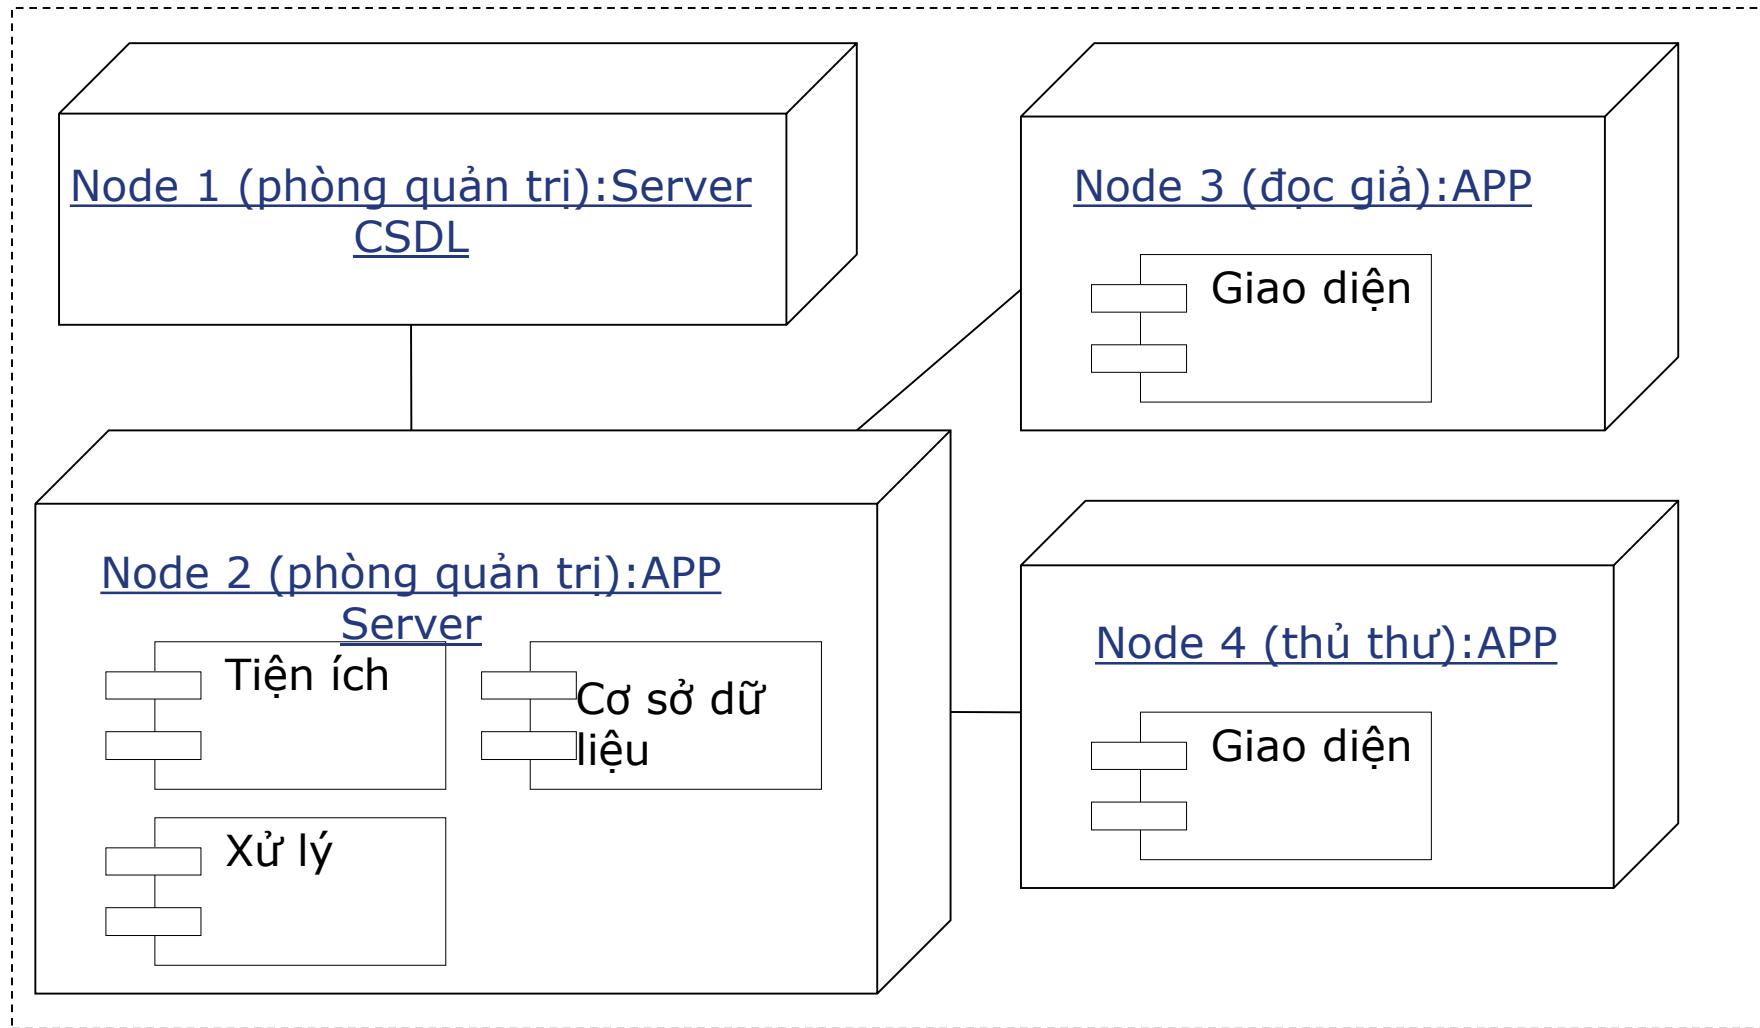 Node 1 (phòng quản trị):Server
CSDL
Node 3 (đọc giả):APP
Giao diện
Node 2 (phòng quản trị):APP
Server
Tiện ích
Cơ sở dữ
liệu
Xử lý
Node 4 (thủ thư):APP
Giao diện